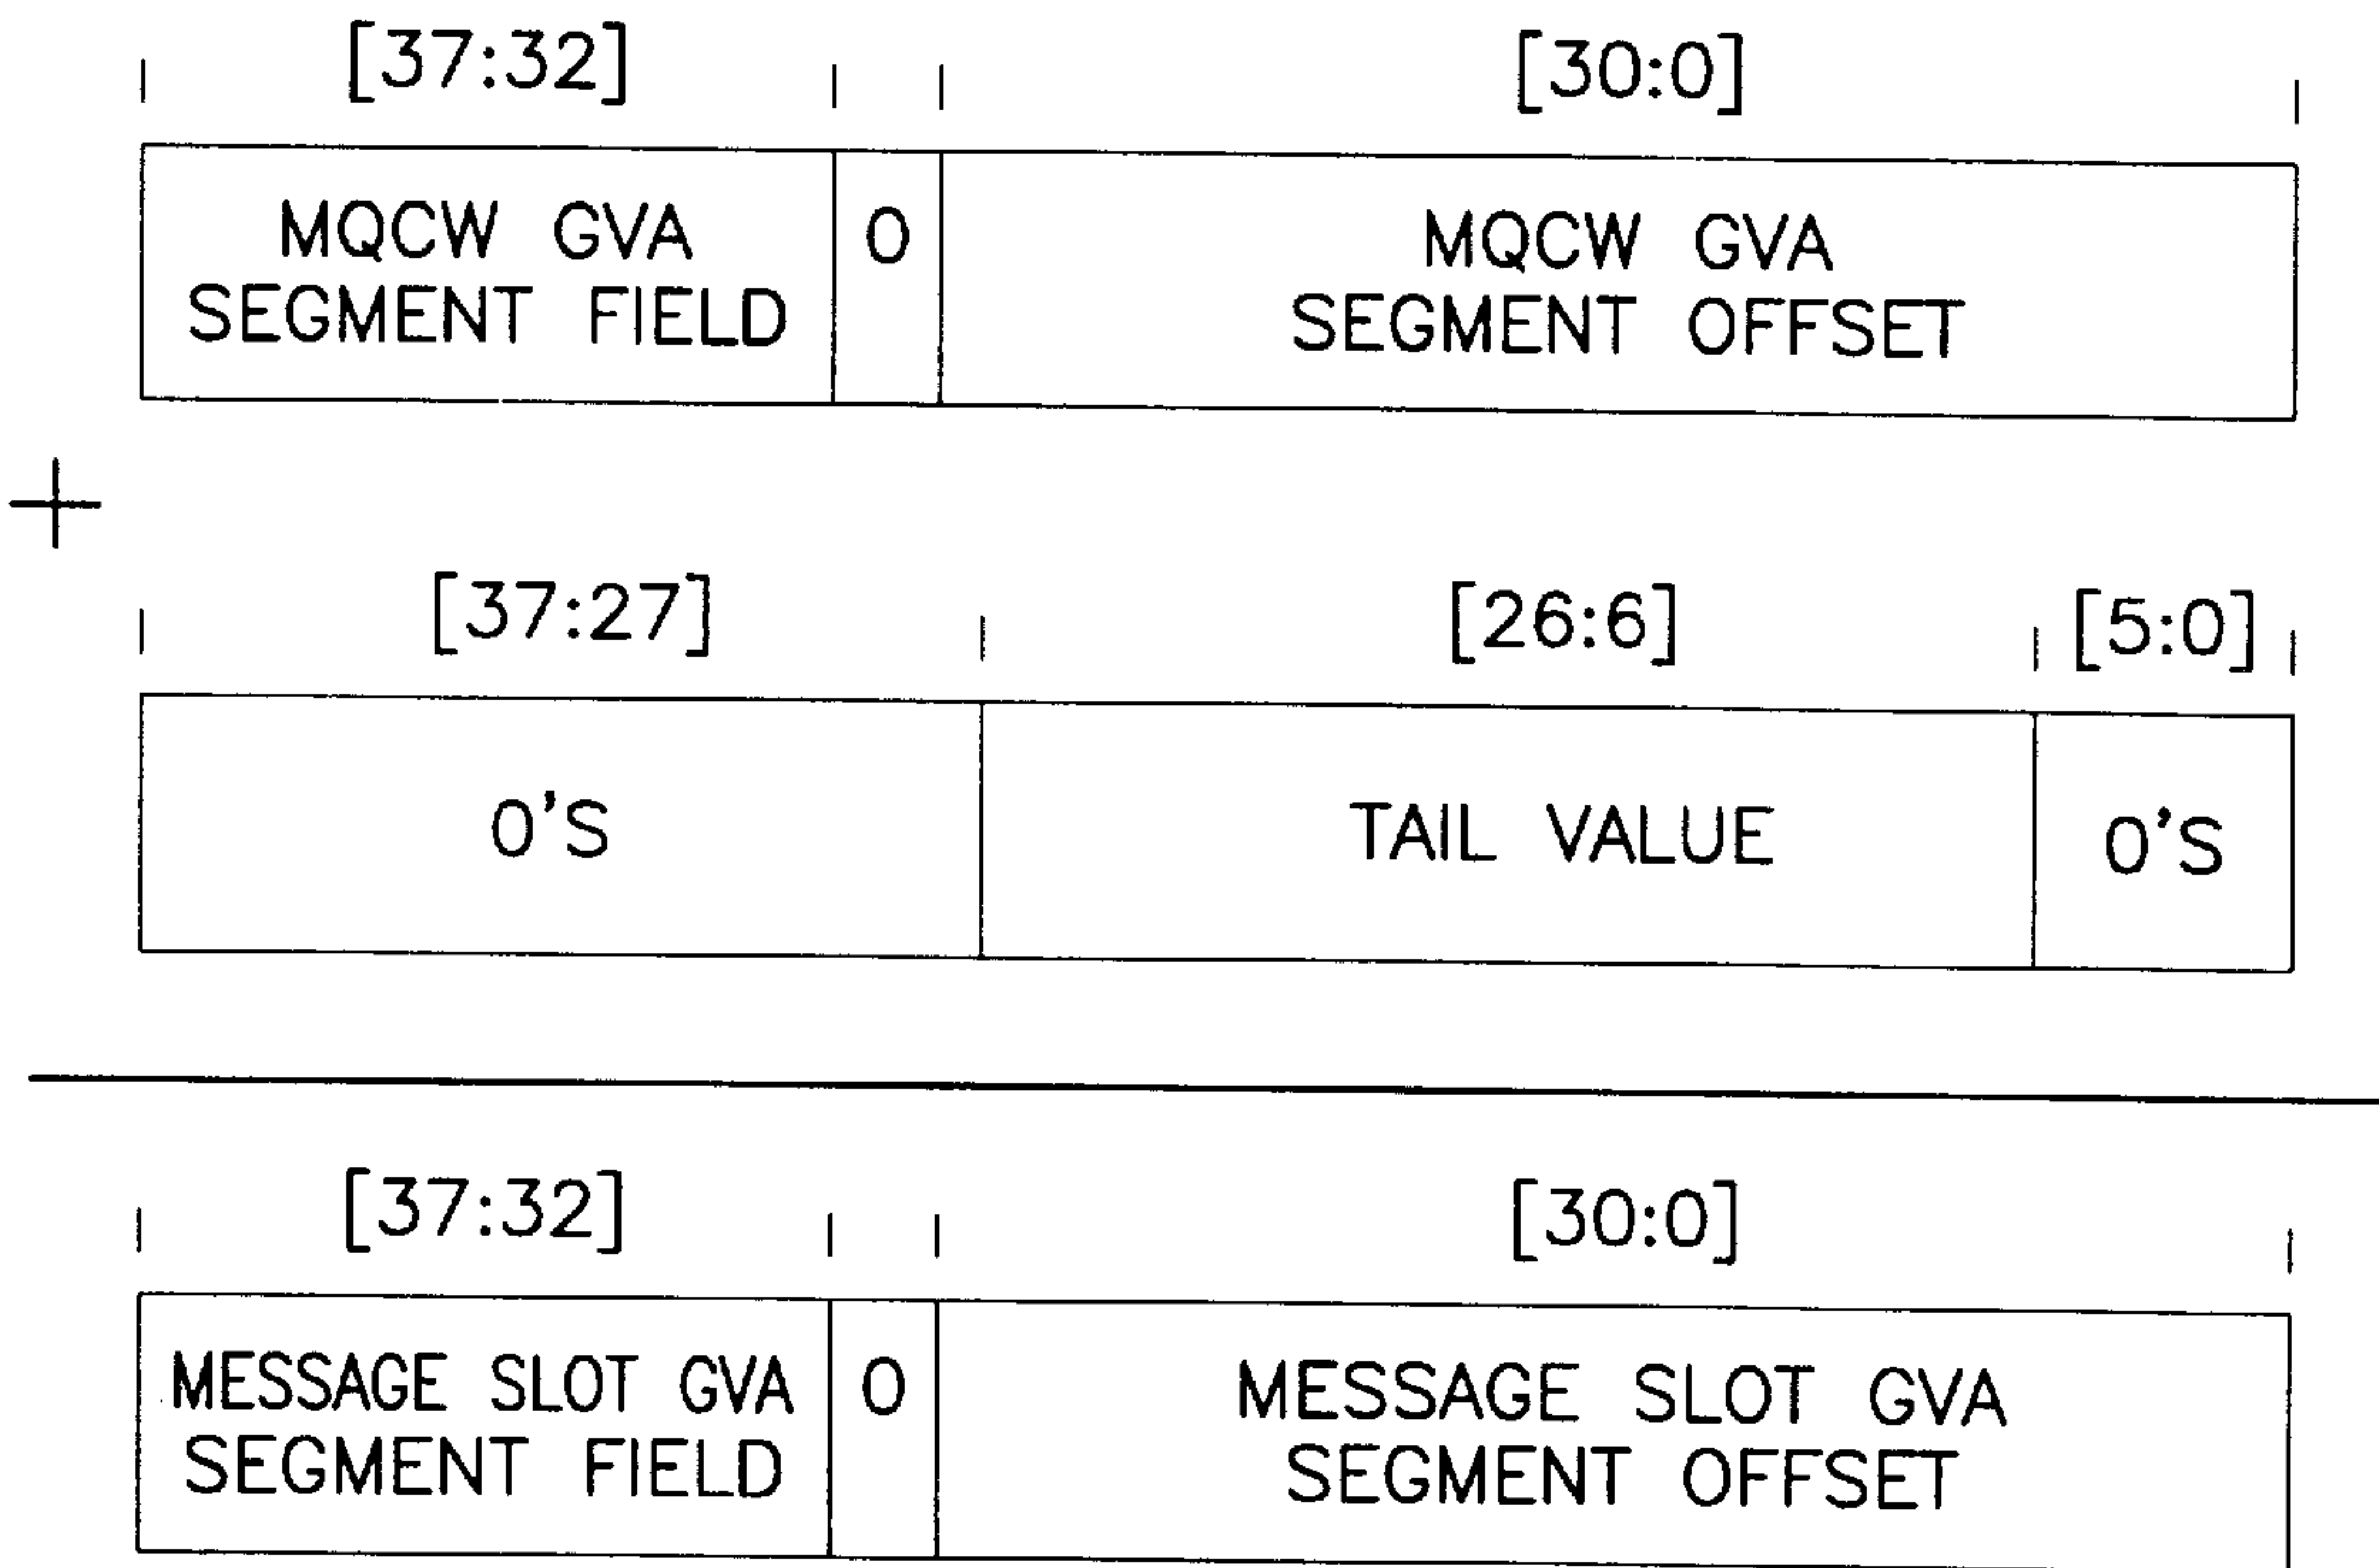 [37:32] [30:0]
MQCW GVA 0 MQCW GVA
SEGMENT FIELD SEGMENT OFFSET
+
[37:27] [26:6] [5:0]
0'S TAIL VALUE 0'S
[37:32] [30:0]
MESSAGE SLOT GVA 0 MESSAGE SLOT GVA
SEGMENT FIELD SEGMENT OFFSET